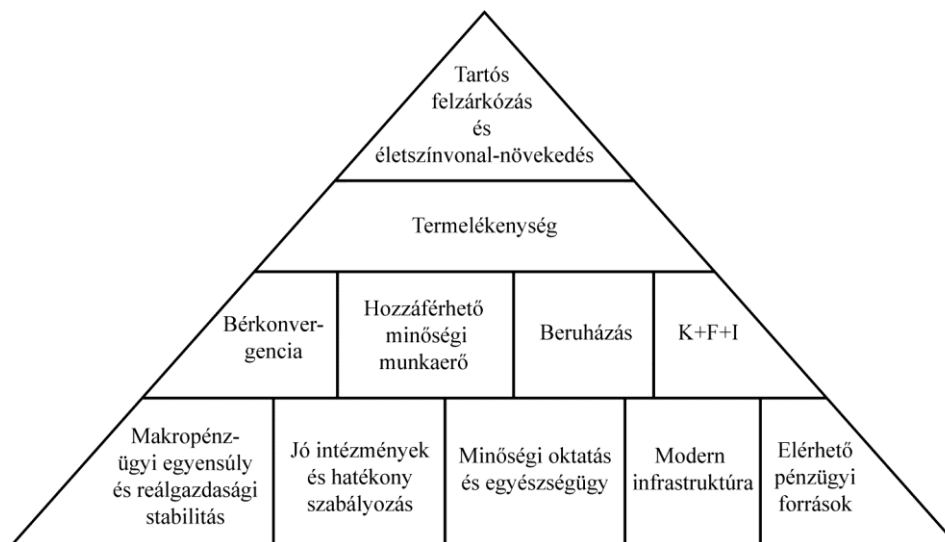 Tartós
felzárkózás
és
életszínvonal-növekedés
Termelékenység
Bérkonver-
gencia
Hozzáférhető
minőségi
munkaerő
Beruházás
K+F+I
Makropénz-
ügyi egyensúly
és reálgazdasági
stabilitás
Jó intézmények
és hatékony
szabályozás
Minőségi oktatás
és egyészségügy
Modern
infrastruktúra
Elérhető
pénzügyi
források